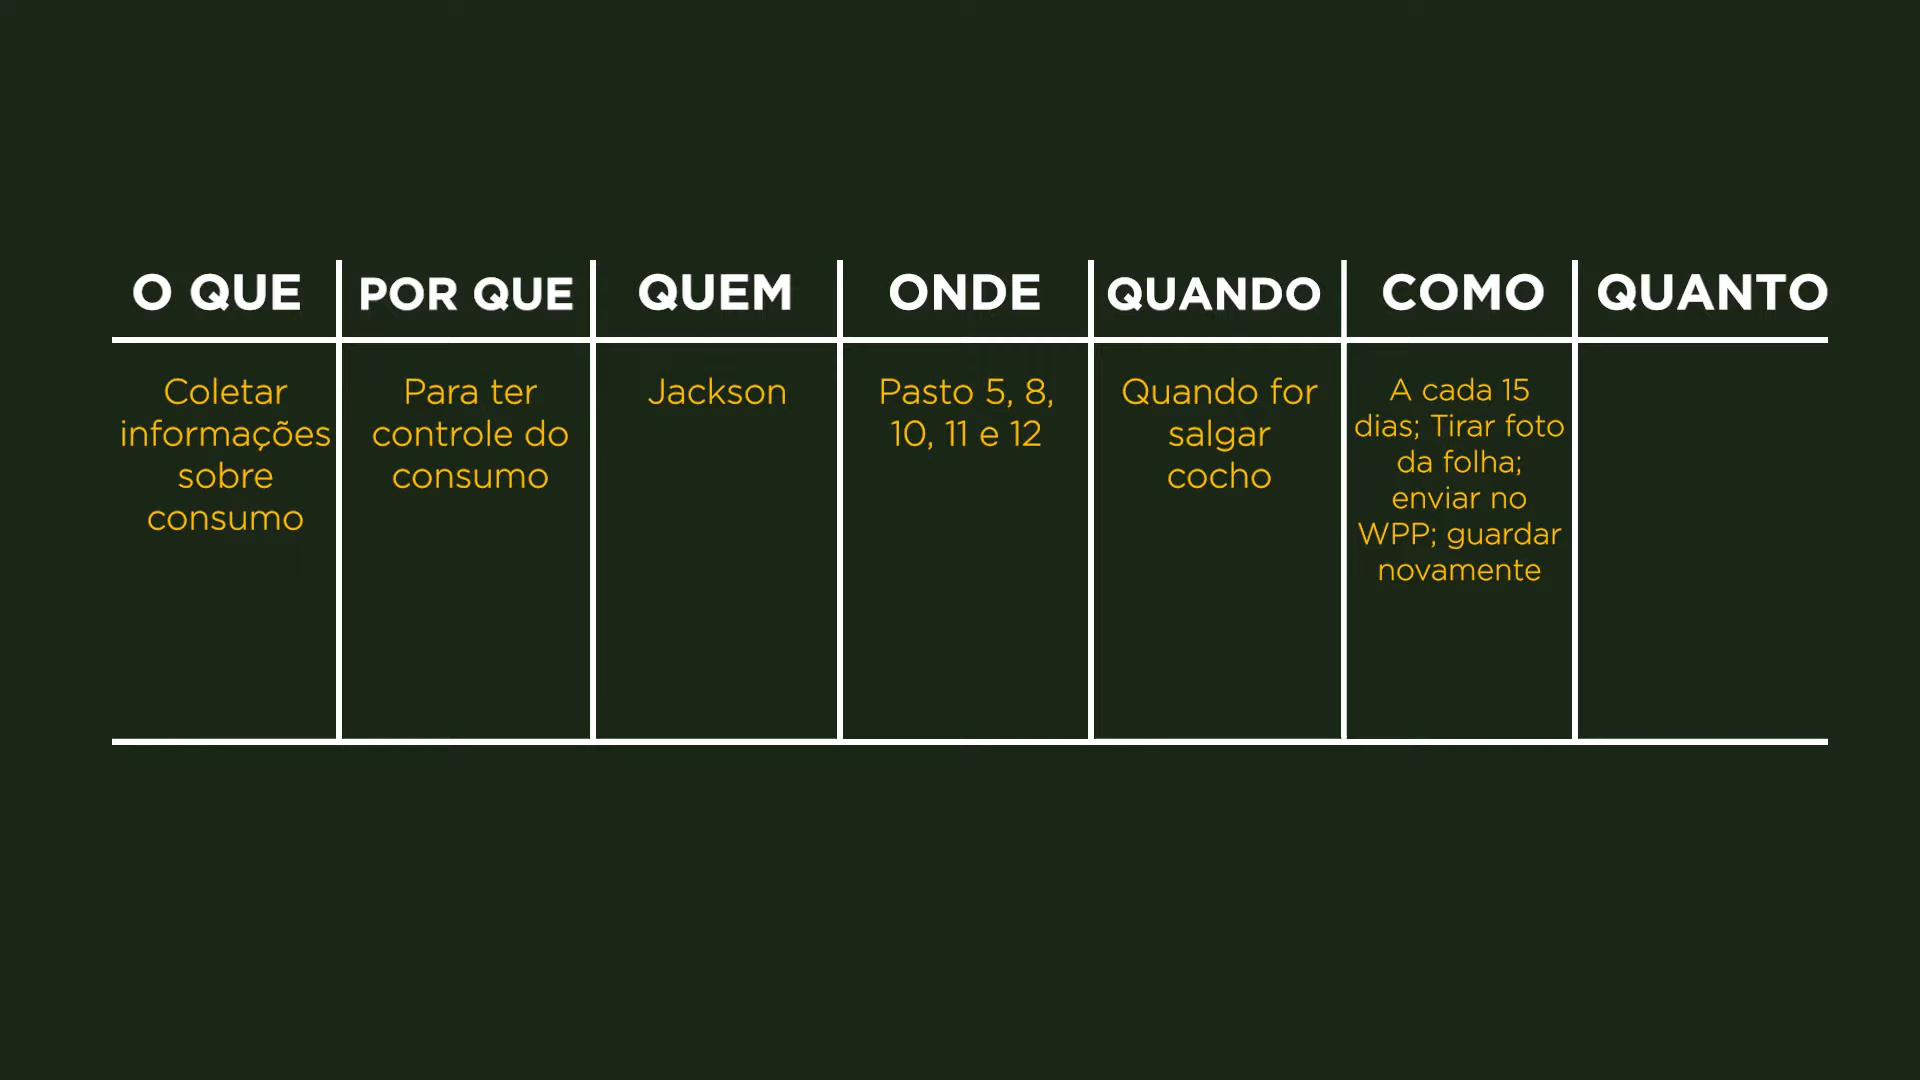 O QUE
POR QUE
QUEM
ONDE
QUANDO
COMO
QUANTO
Coletar
informações
sobre
consumo
Para ter
controle do
consumo
Jackson
Pasto 5, 8,
10, 11 e 12
Quando for
salgar
cocho
A cada 15
dias; Tirar foto
da folha;
enviar no
WPP; guardar
novamente